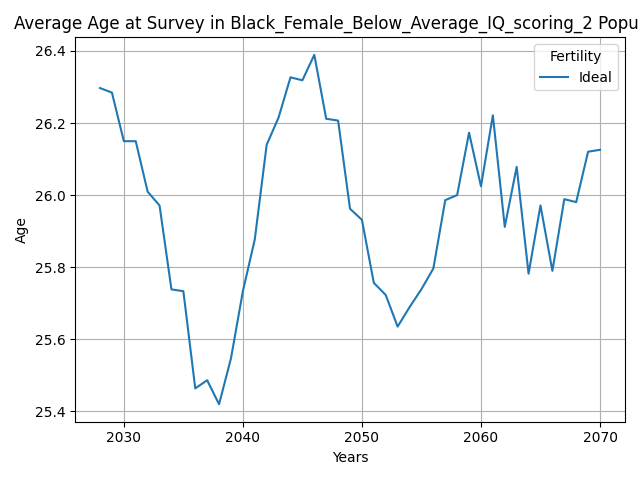 Average Age at Survey in Black_Female_Below_Average_IQ_scoring_2 Popu
Fertility
Ideal
26.4
26.2
26.0
25.8
25.6
25.4
Age
2030 2040 2050 2060 2070
Years